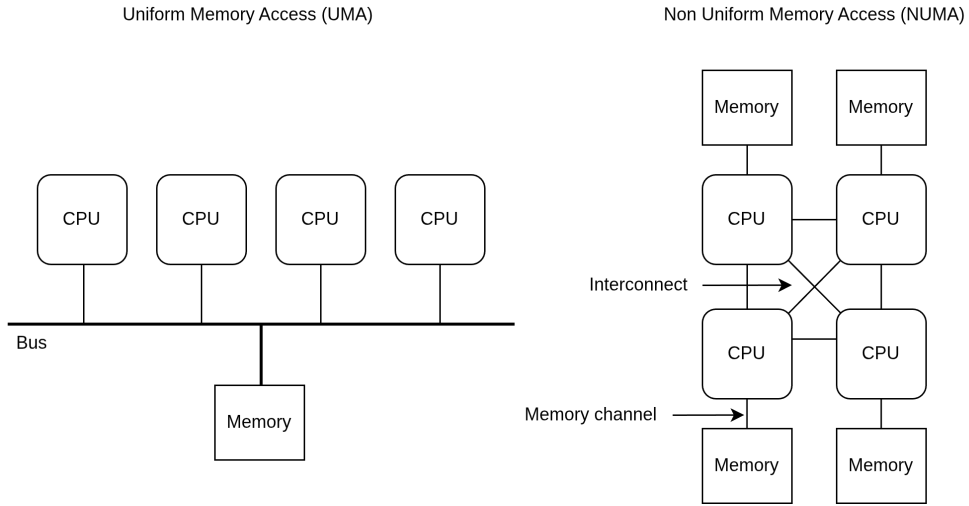 Uniform Memory Access (UMA)
Non Uniform Memory Access (NUMA)
CPU
CPU
CPU
CPU
Bus
Memory
Memory
Memory
CPU
CPU
Interconnect
CPU
CPU
Memory channel
Memory
Memory